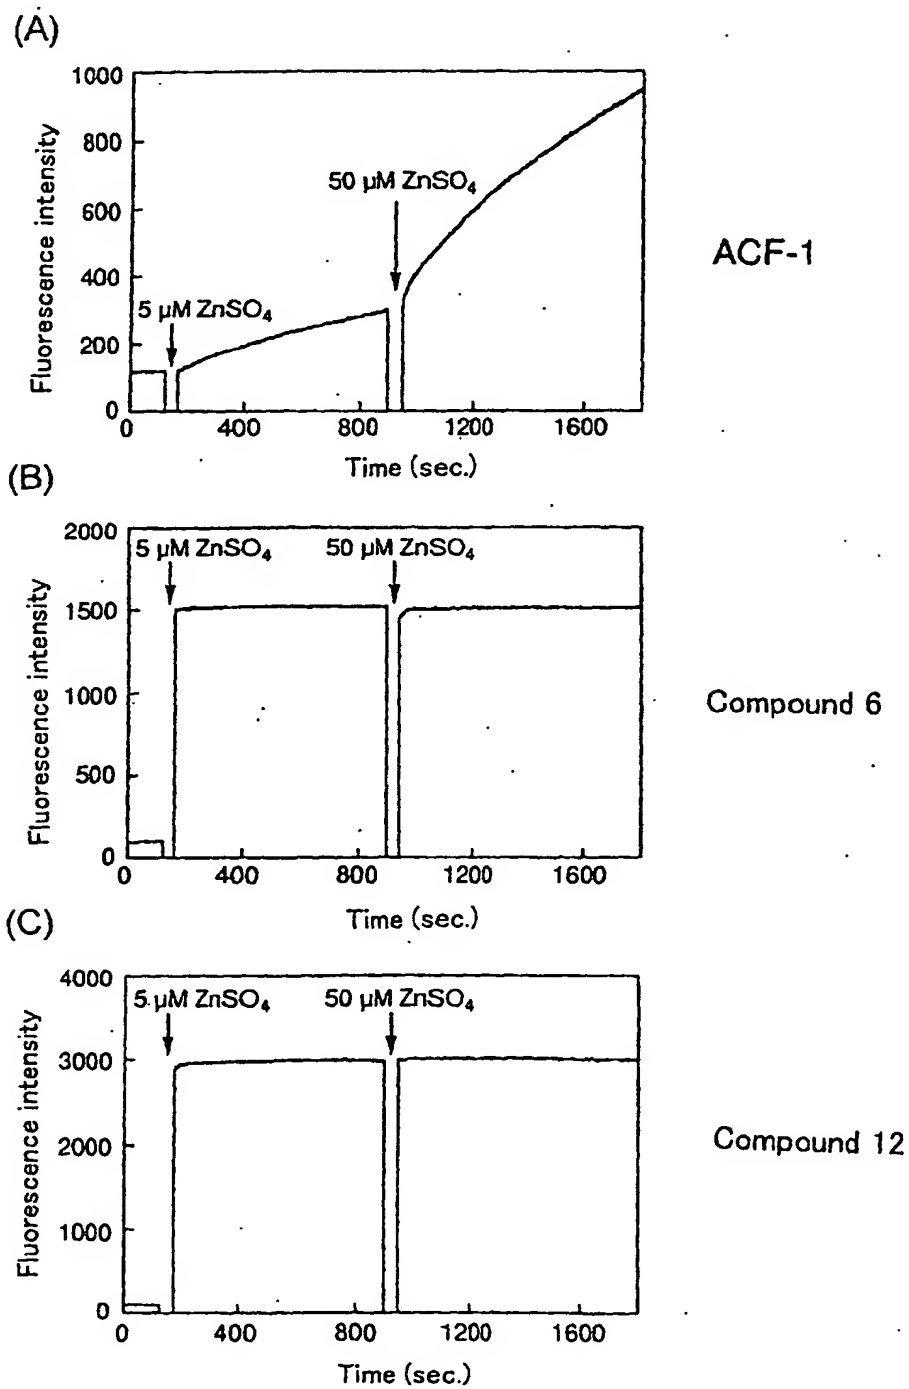 (A)
1000
800
600
400
200
0
Fluorescence intensity
5 µM ZnSO₄
50 µM ZnSO₄
0 400 800 1200 1600
Time (sec.)
ACF-1
(B)
2000
1500
1000
500
0
Fluorescence intensity
5 µM ZnSO₄
50 µM ZnSO₄
0 400 800 1200 1600
Time (sec.)
Compound 6
(C)
4000
3000
2000
1000
0
Fluorescence intensity
5 µM ZnSO₄
50 µM ZnSO₄
0 400 800 1200 1600
Time (sec.)
Compound 12